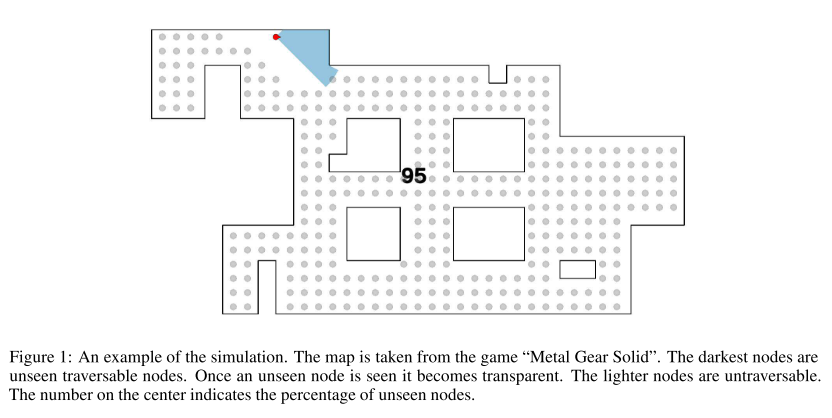 95
Figure 1: An example of the simulation. The map is taken from the game “Metal Gear Solid”. The darkest nodes are
unseen traversable nodes. Once an unseen node is seen it becomes transparent. The lighter nodes are untraversable.
The number on the center indicates the percentage of unseen nodes.